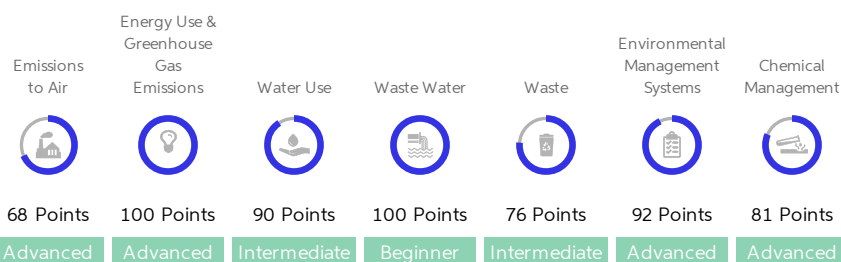 Emissions
to Air
Energy Use &
Greenhouse
Gas
Emissions
Water Use
Waste Water
Waste
Environmental
Management
Systems
Chemical
Management
68 Points
100 Points
90 Points
100 Points
76 Points
92 Points
81 Points
Advanced
Advanced
Intermediate
Beginner
Intermediate
Advanced
Advanced